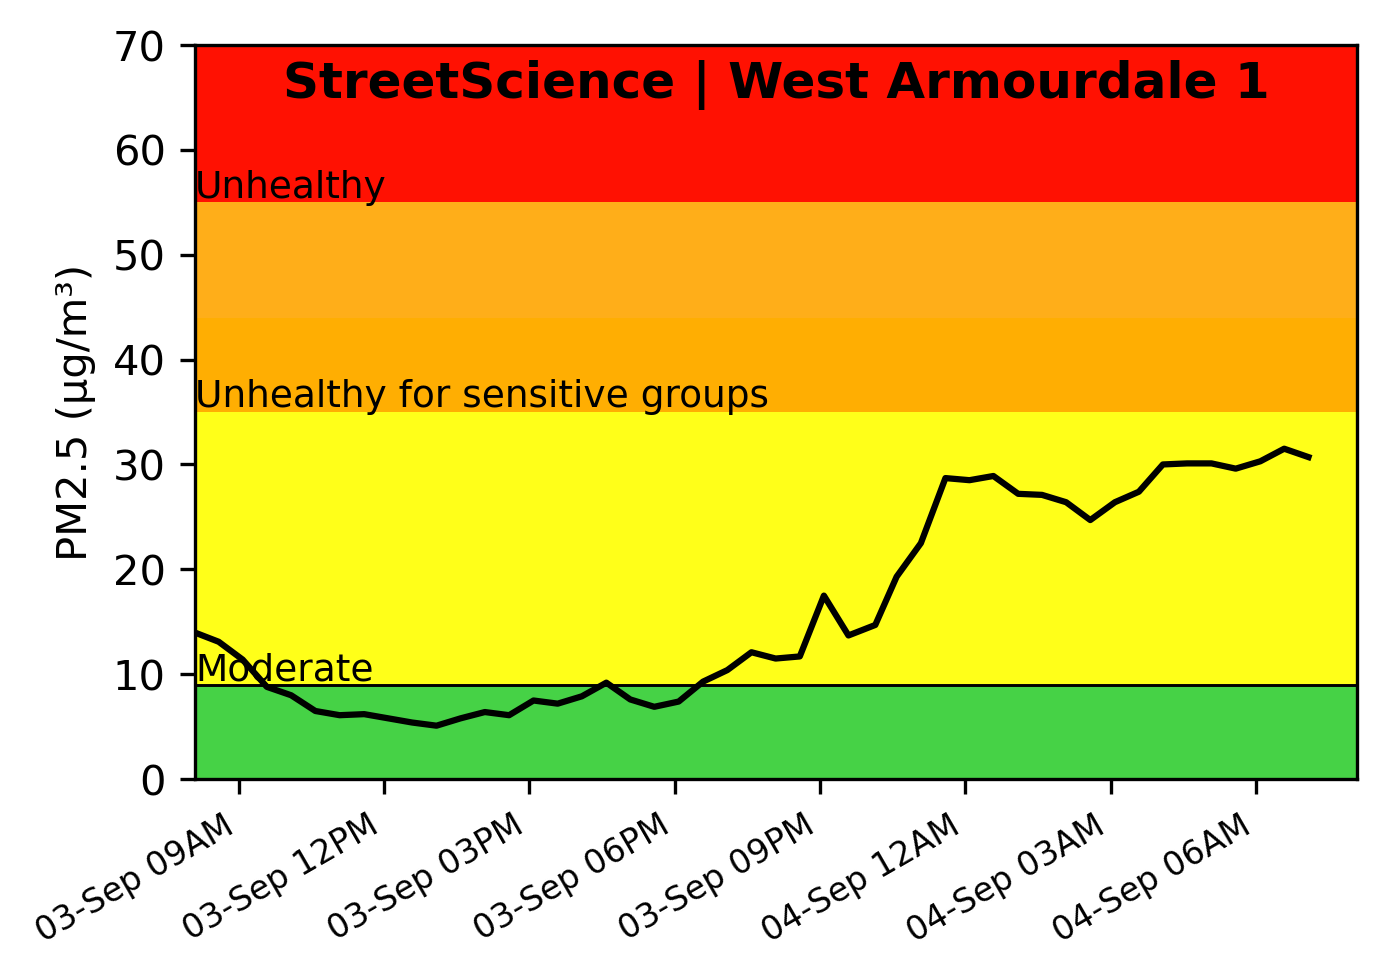 StreetScience | West Armourdale 1
70
60
50
40
30
20
10
0
PM2.5 (µg/m³)
Unhealthy
Unhealthy for sensitive groups
Moderate
03-Sep 09AM
03-Sep 12PM
03-Sep 03PM
03-Sep 06PM
03-Sep 09PM
04-Sep 12AM
04-Sep 03AM
04-Sep 06AM